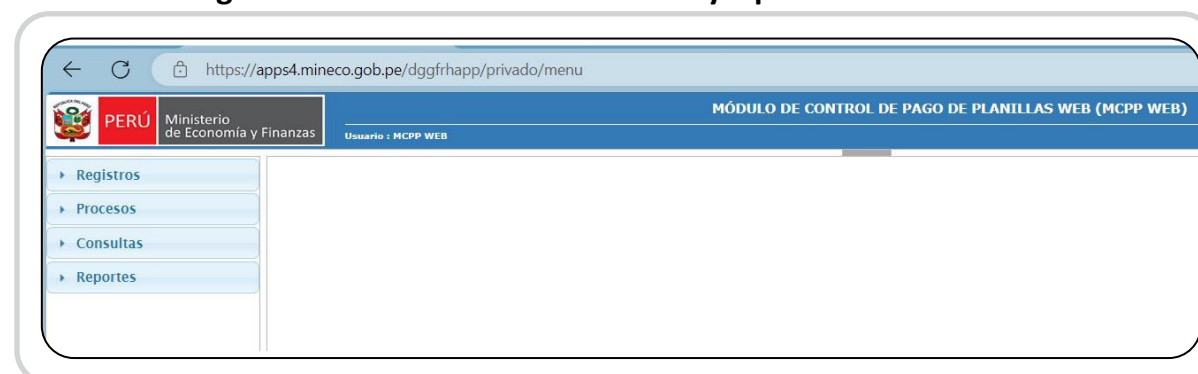 https://apps4.mineco.gob.pe/dggfrhapp/privado/menu
MÓDULO DE CONTROL DE PAGO DE PLANILLAS WEB (MCPP WEB)
PERÚ
Ministerio
de Economía y Finanzas
Usuario : MCPP WEB
Registros
Procesos
Consultas
Reportes